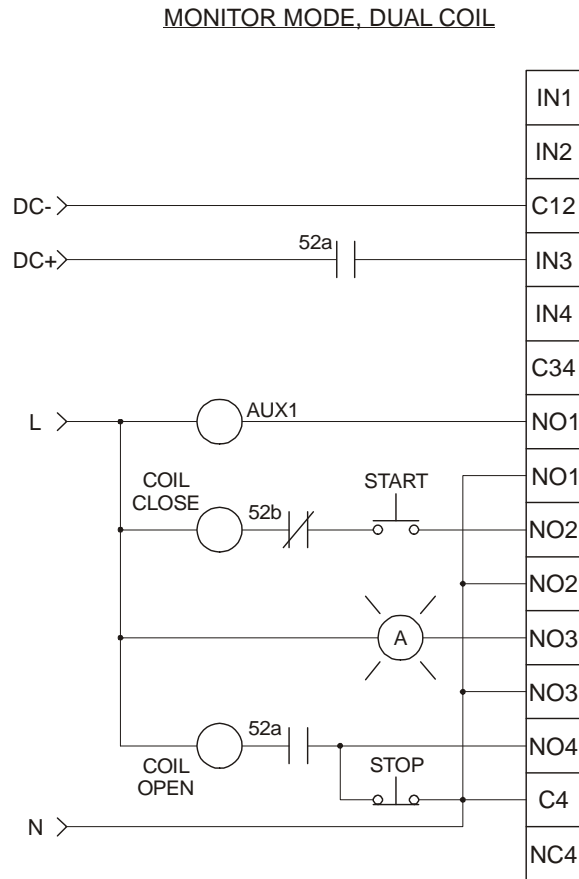 MONITOR MODE, DUAL COIL
IN1
IN2
DC-
C12
DC+
52a
IN3
IN4
C34
L
AUX1
NO1
NO1
COIL
CLOSE
52b
START
NO2
NO2
A
NO3
NO3
52a
NO4
COIL
OPEN
STOP
C4
N
NC4